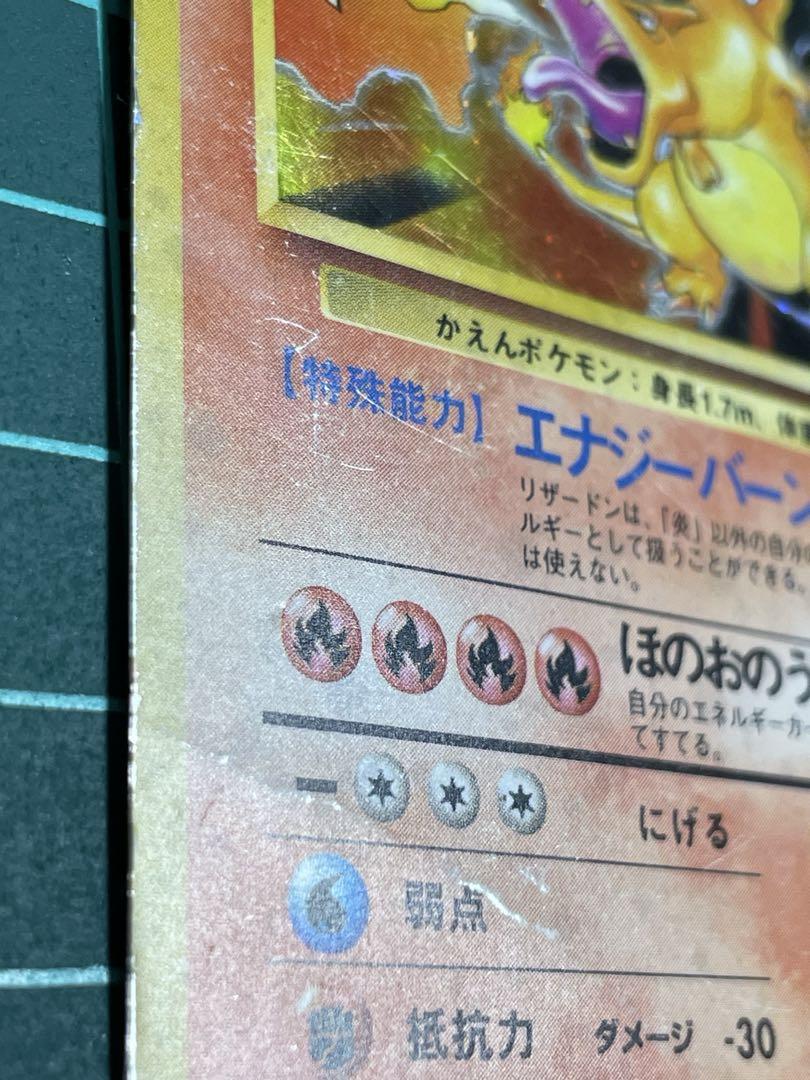 かえんポケモン：身長1.7m、体重
【特殊能力】 エナジーバーン
リザードンは、「炎」以外の自分の
ルギーとして扱うことができる。
は使えない。
ほのおのう
自分のエネルギーカー
てすてる。
にげる
弱点
抵抗力 ダメージ -30